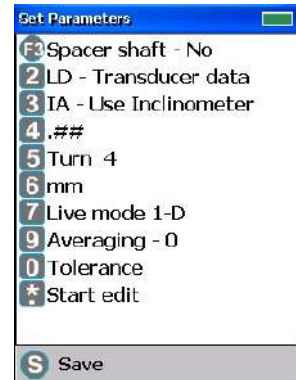 Set Parameters
F3 Spacer shaft - No
2 LD - Transducer data
3 IA - Use Inclinometer
4 .##
5 Turn 4
6 mm
7 Live mode 1-D
9 Averaging - 0
0 Tolerance
* Start edit
S Save